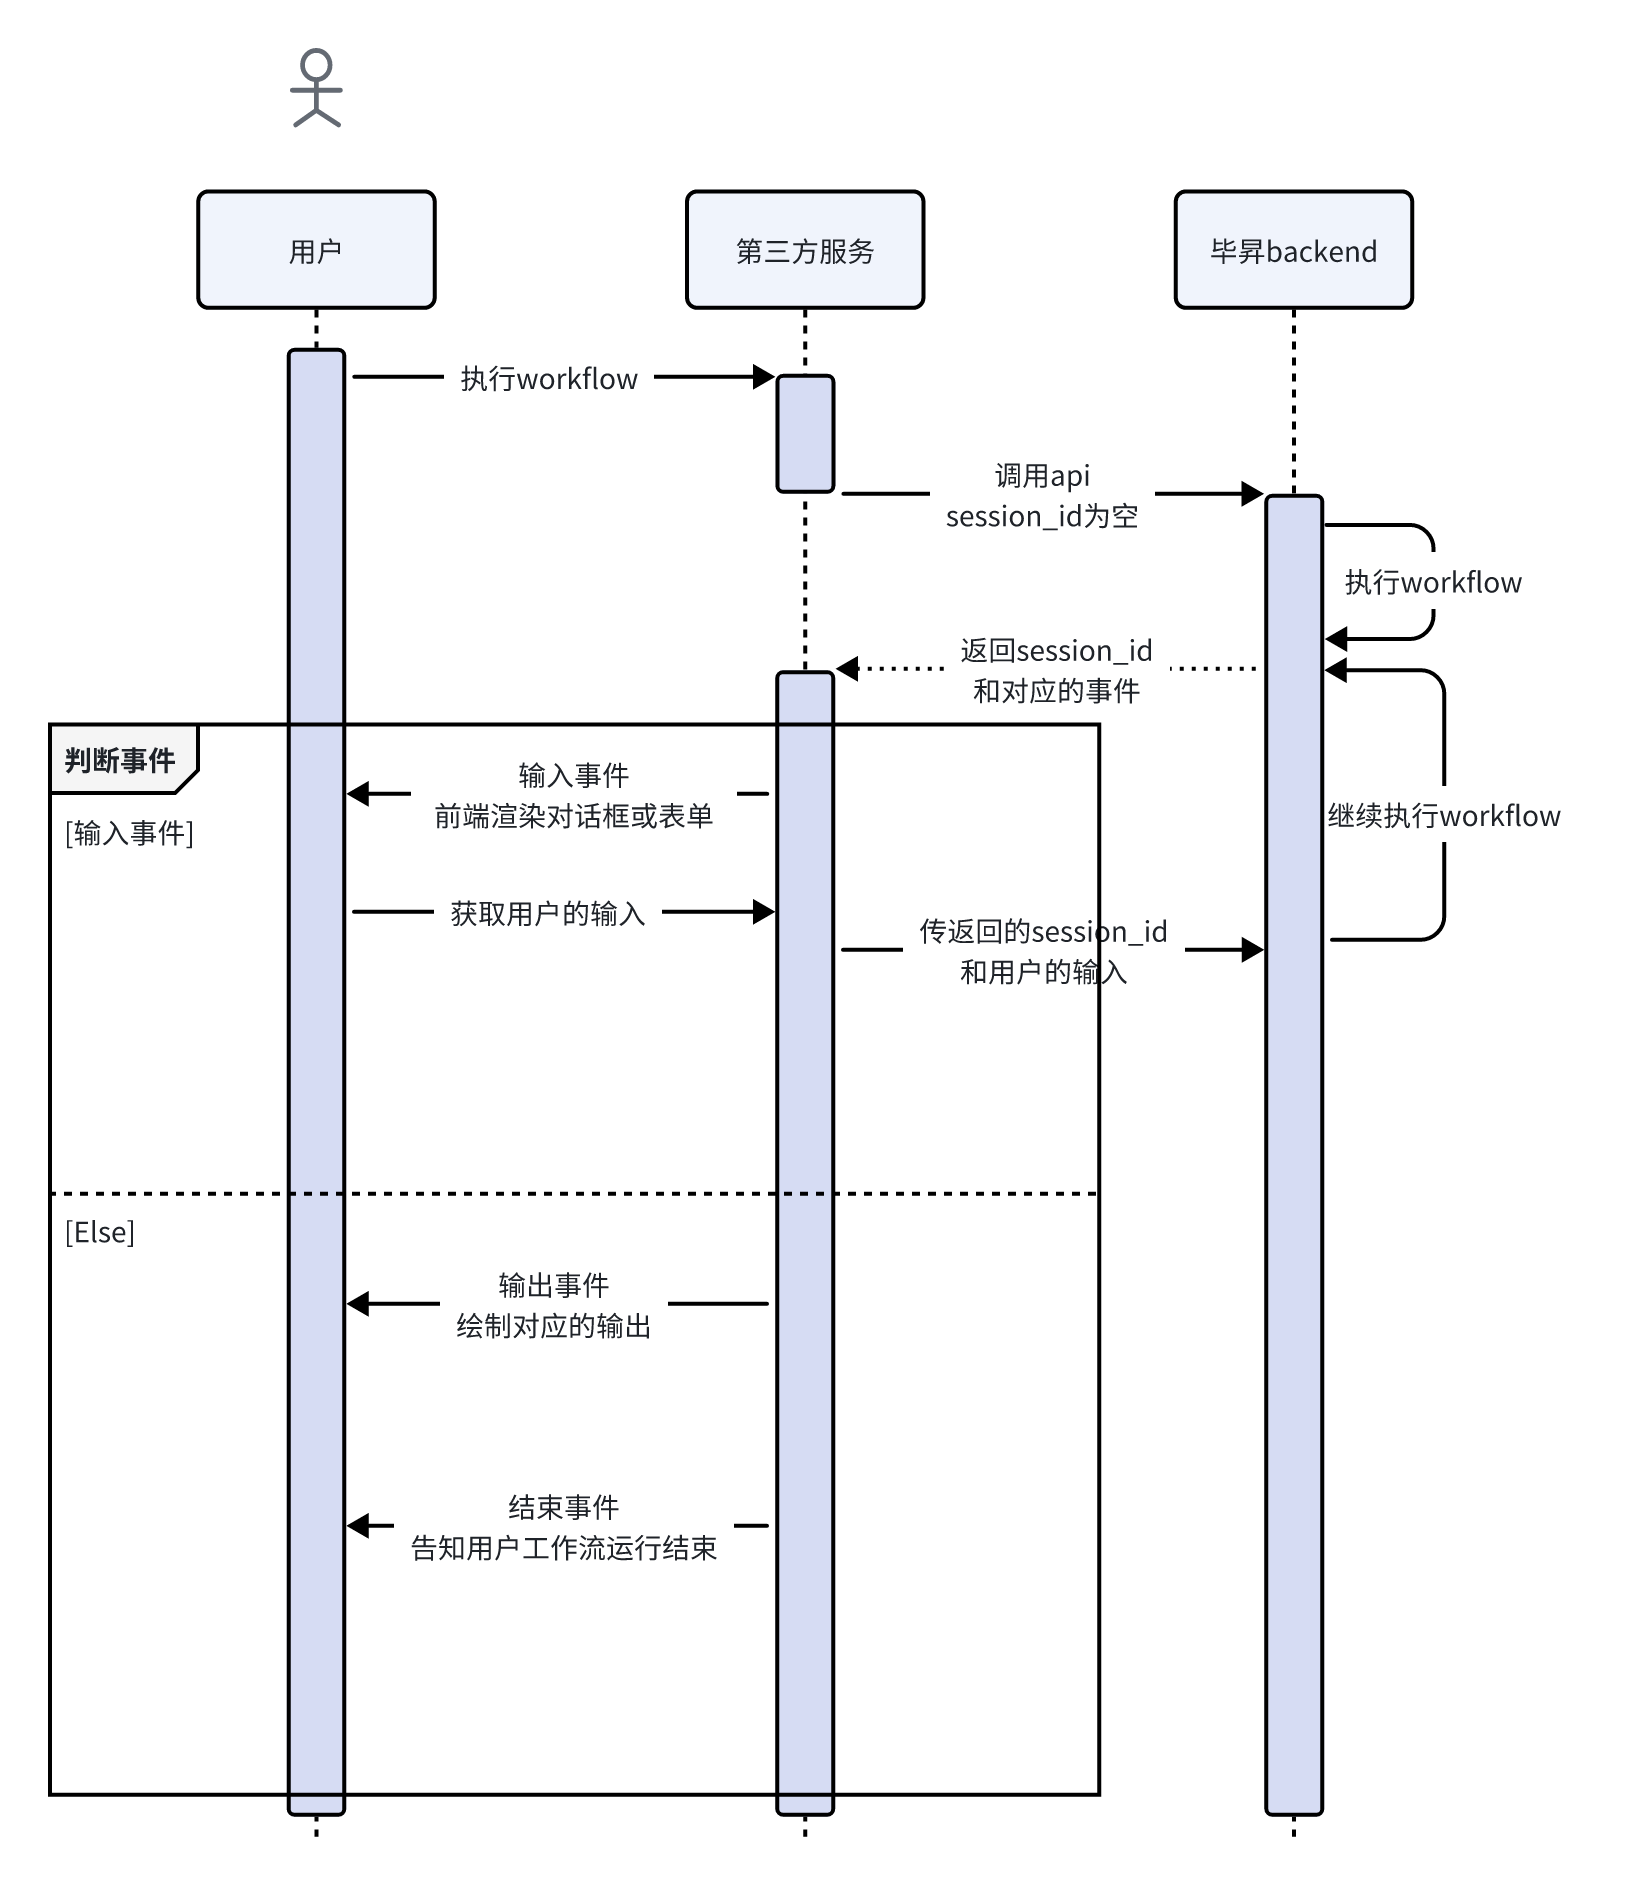 用户
第三方服务
毕昇backend
执行workflow
调用api
session_id为空
执行workflow
返回session_id
和对应的事件
判断事件
[输入事件]
输入事件
前端渲染对话框或表单
继续执行workflow
获取用户的输入
传返回的session_id
和用户的输入
[Else]
输出事件
绘制对应的输出
结束事件
告知用户工作流运行结束